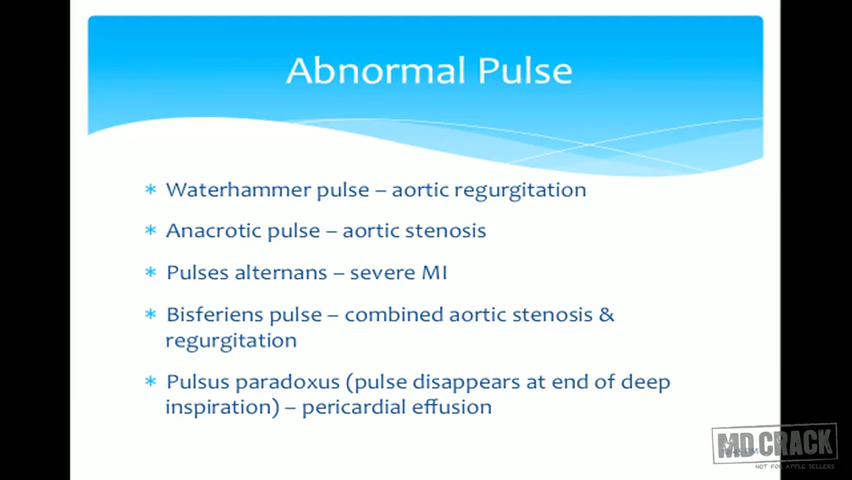 Abnormal Pulse
* Waterhammer pulse – aortic regurgitation
* Anacrotic pulse – aortic stenosis
* Pulses alternans – severe MI
* Bisferiens pulse – combined aortic stenosis &
regurgitation
* Pulsus paradoxus (pulse disappears at end of deep
inspiration) – pericardial effusion
MD.CRACK
NOT FOR APPLE SELLERS